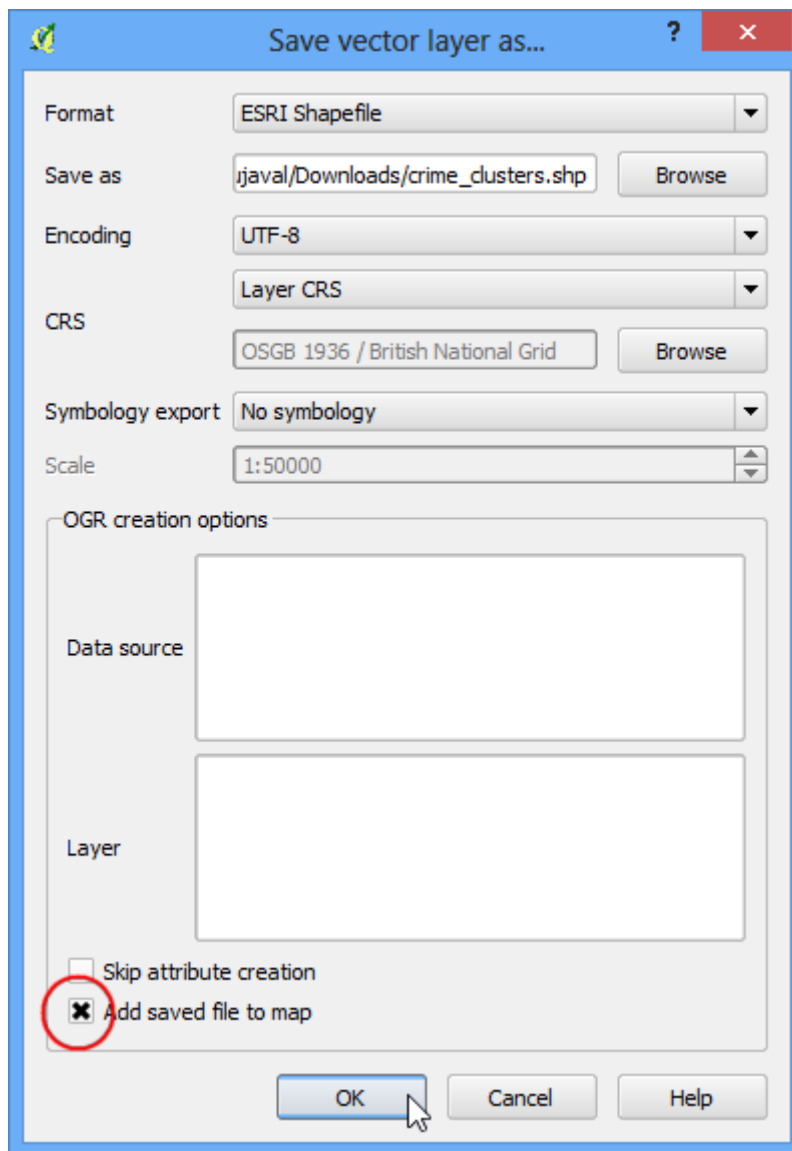 Save vector layer as...
?
Format ESRI Shapefile
Save as ujaval/Downloads/crime_clusters.shp Browse
Encoding UTF-8
Layer CRS
CRS
OSGB 1936 / British National Grid Browse
Symbology export No symbology
Scale 1:50000
OGR creation options
Data source
Layer
Skip attribute creation
Add saved file to map
OK Cancel Help